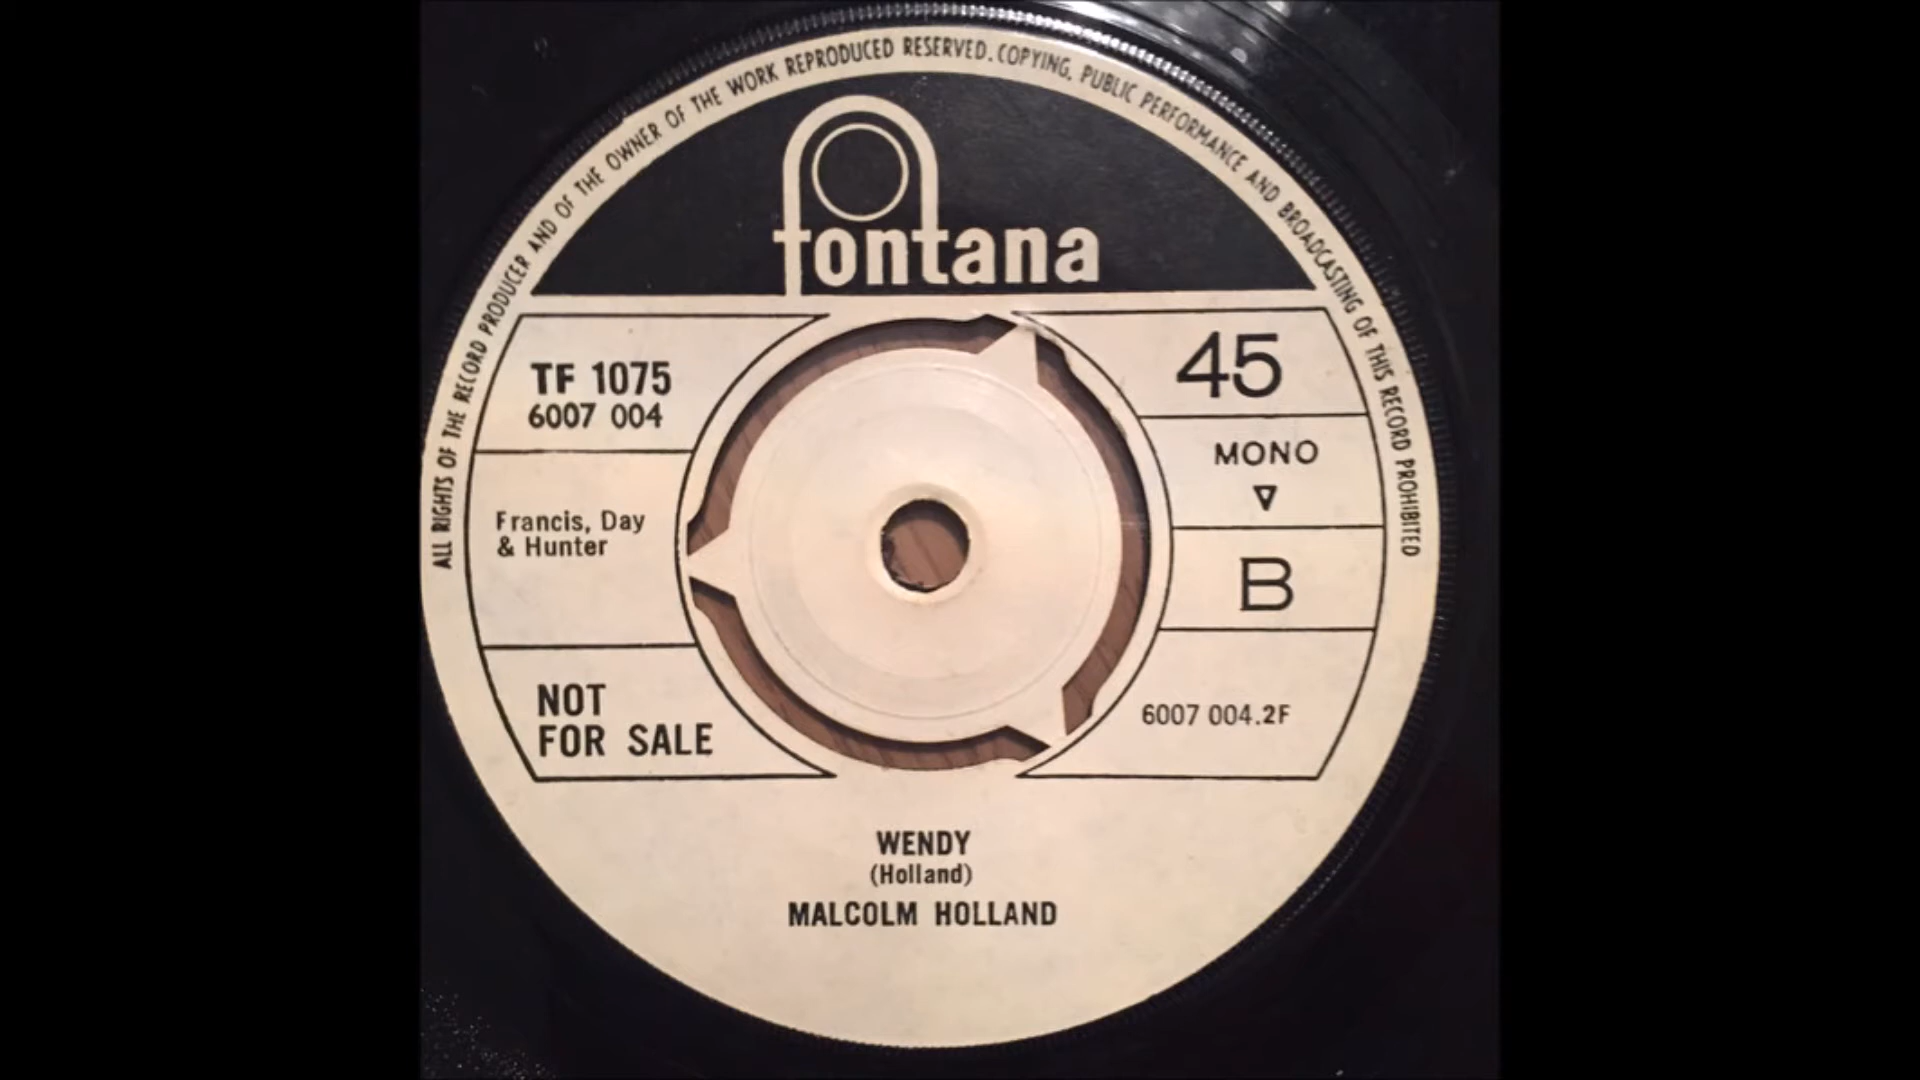 ALL RIGHTS OF THE RECORD PRODUCER AND OF THE OWNER OF THE WORK REPRODUCED RESERVED. COPYING, PUBLIC PERFORMANCE AND BROADCASTING OF THIS RECORD PROHIBITED
fontana
TF 1075
6007 004
Francis, Day
& Hunter
NOT
FOR SALE
45
MONO
B
6007 004.2F
WENDY
(Holland)
MALCOLM HOLLAND